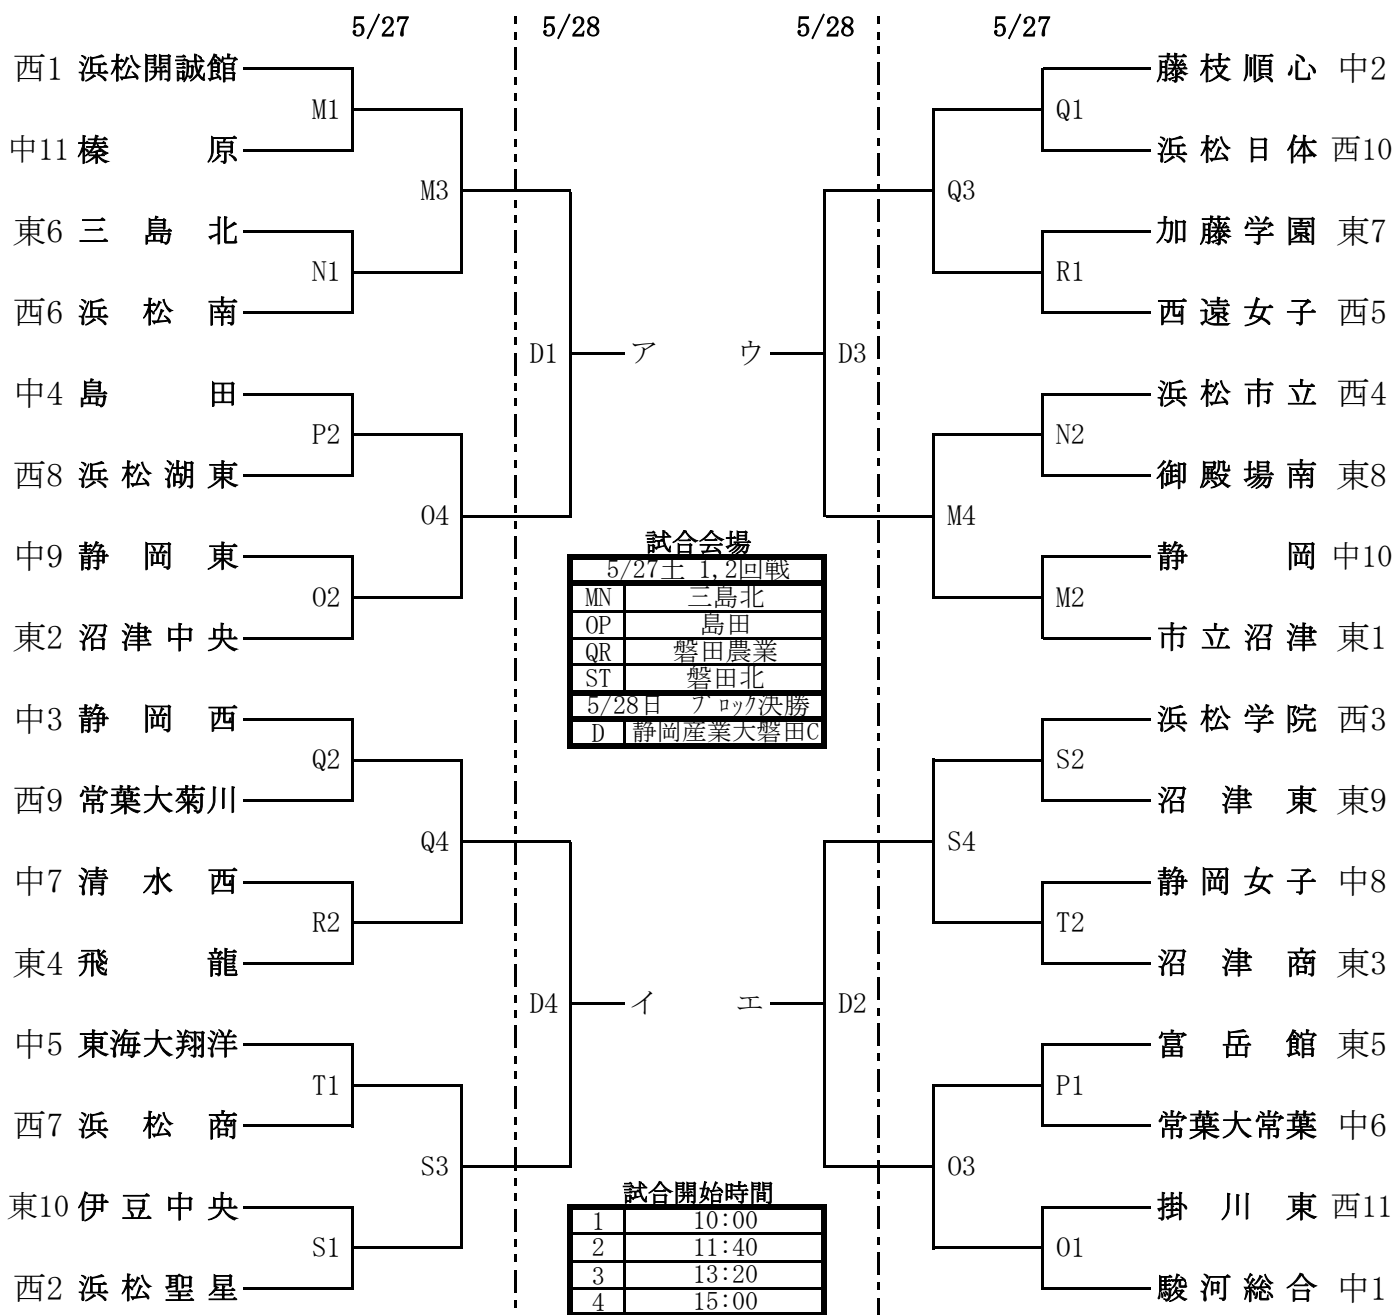 5/27 5/28 5/28 5/27
西1 浜松開誠館 藤枝順心 中2
M1 Q1
中11 榛原 浜松日体 西10
M3 Q3
東6 三島北 加藤学園 東7
N1 R1
西6 浜松南 西遠女子 西5
D1 ア ウ D3
中4 島田 浜松市立 西4
P2 N2
西8 浜松湖東 御殿場南 東8
O4 M4
中9 静岡東 静岡 中10
O2 M2
東2 沼津中央 市立沼津 東1
試合会場
5/27土 1,2回戦
MN 三島北
OP 島田
QR 磐田農業
ST 磐田北
5/28日 ブロック決勝
D 静岡産業大磐田C
中3 静岡西 浜松学院 西3
Q2 S2
西9 常葉大菊川 沼津東 東9
Q4 S4
中7 清水西 静岡女子 中8
R2 T2
東4 飛龍 沼津商 東3
D4 イ エ D2
中5 東海大翔洋 富岳館 東5
T1 P1
西7 浜松商 常葉大常葉 中6
S3 O3
東10 伊豆中央 掛川東 西11
S1 O1
西2 浜松聖星 駿河総合 中1
試合開始時間
1 10:00
2 11:40
3 13:20
4 15:00